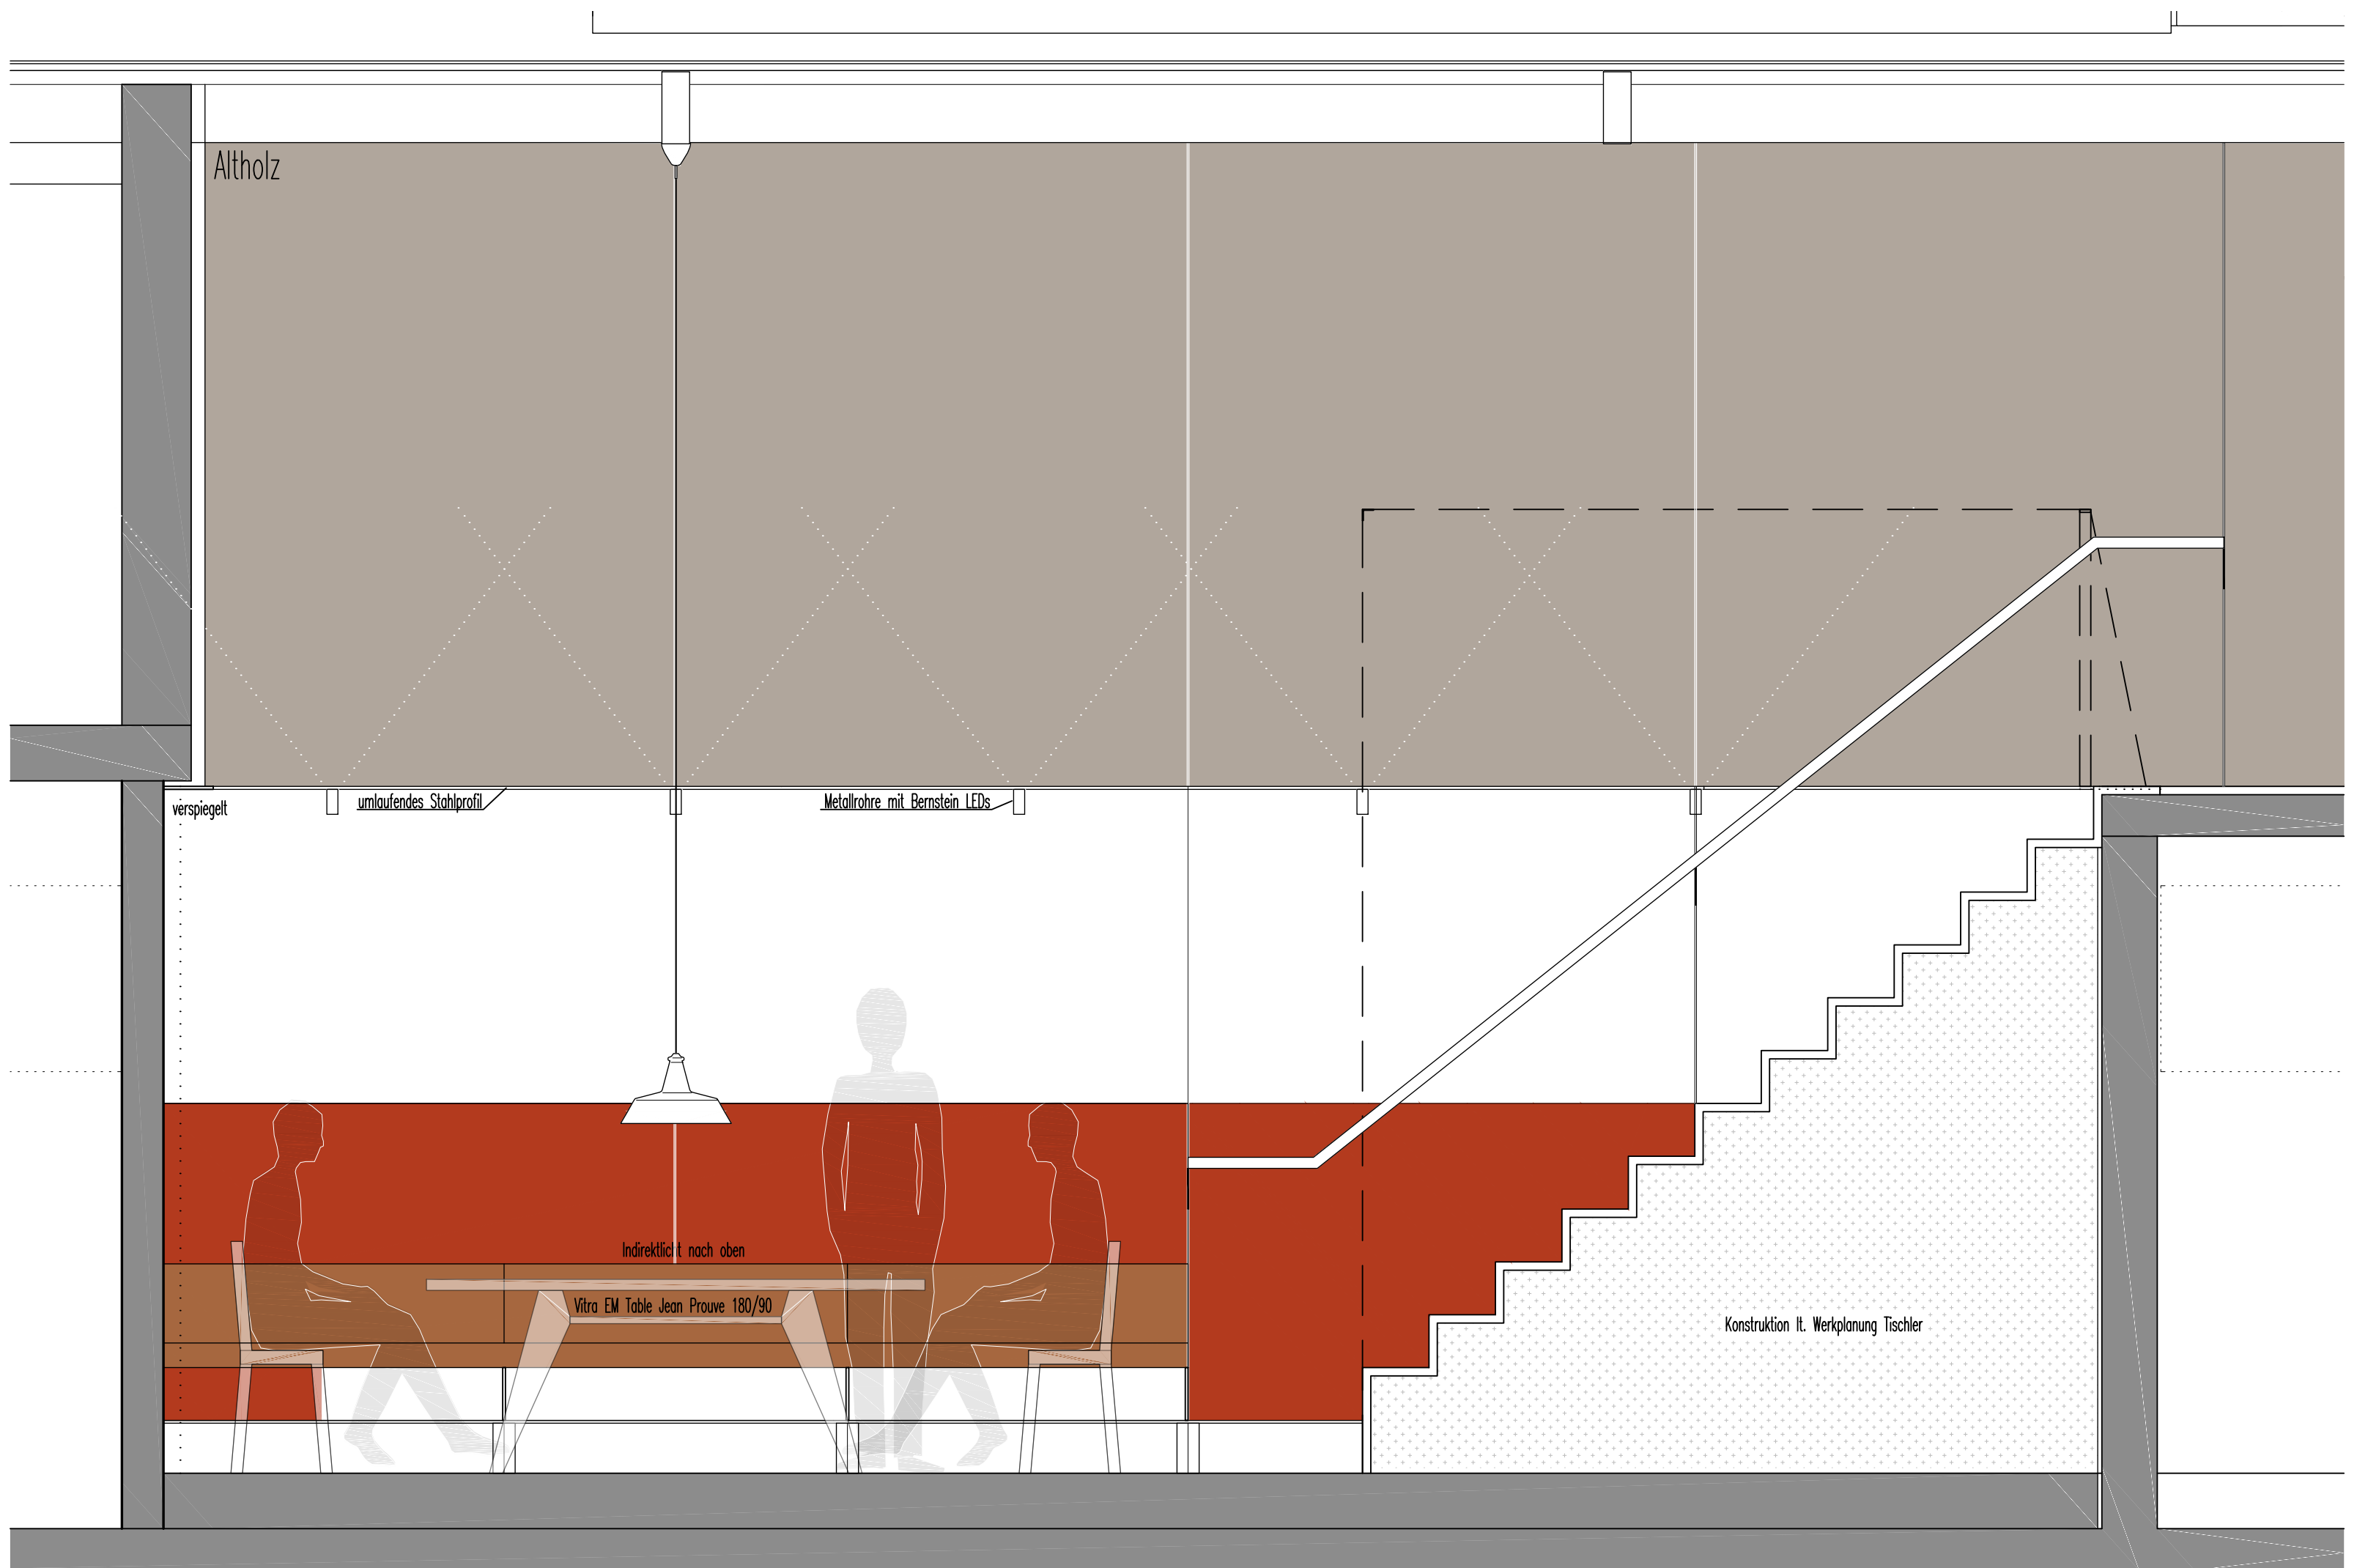 Altholz
verspiegelt
umlaufendes Stahlprofil
Metallrohre mit Bernstein LEDs
Indirektlicht nach oben
Vitra EM Table Jean Prouve 180/90
Konstruktion lt. Werkplanung Tischler